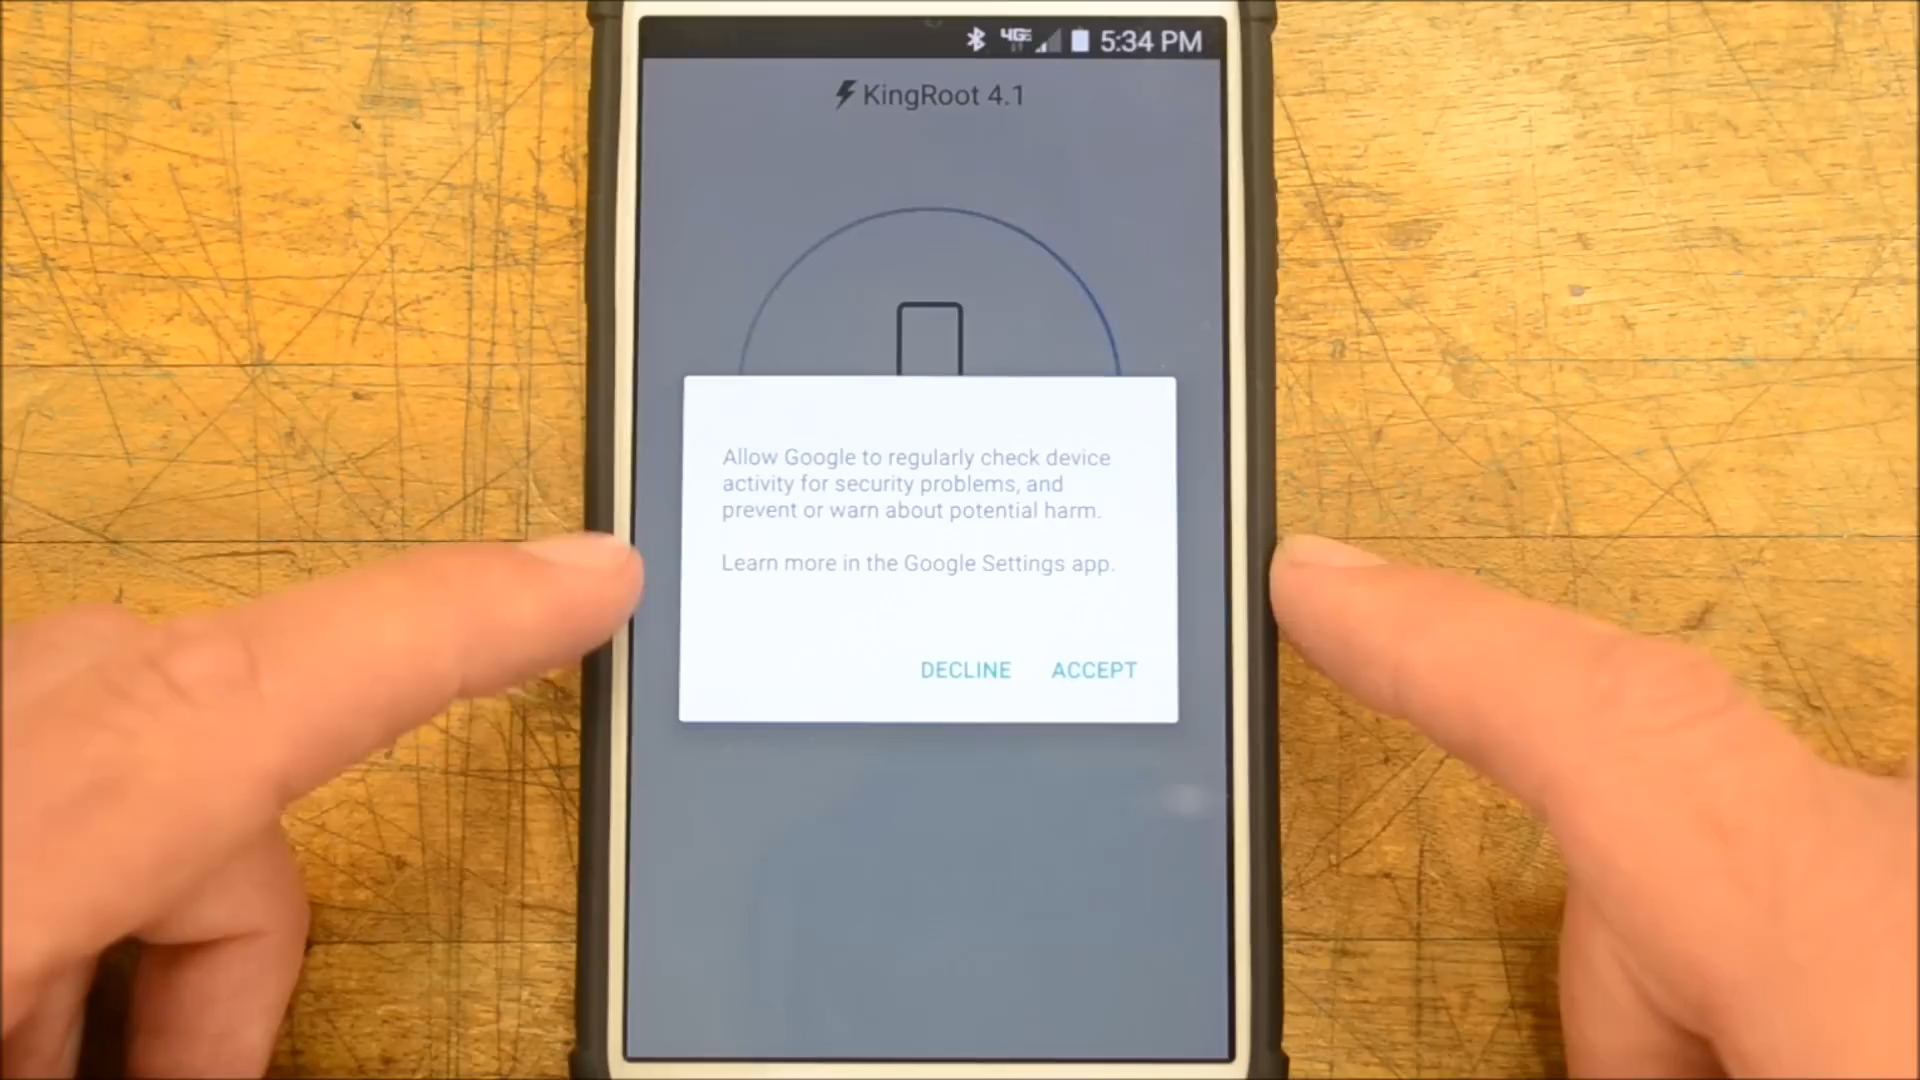 4G 5:34 PM
KingRoot 4.1
Allow Google to regularly check device
activity for security problems, and
prevent or warn about potential harm.
Learn more in the Google Settings app.
DECLINE ACCEPT